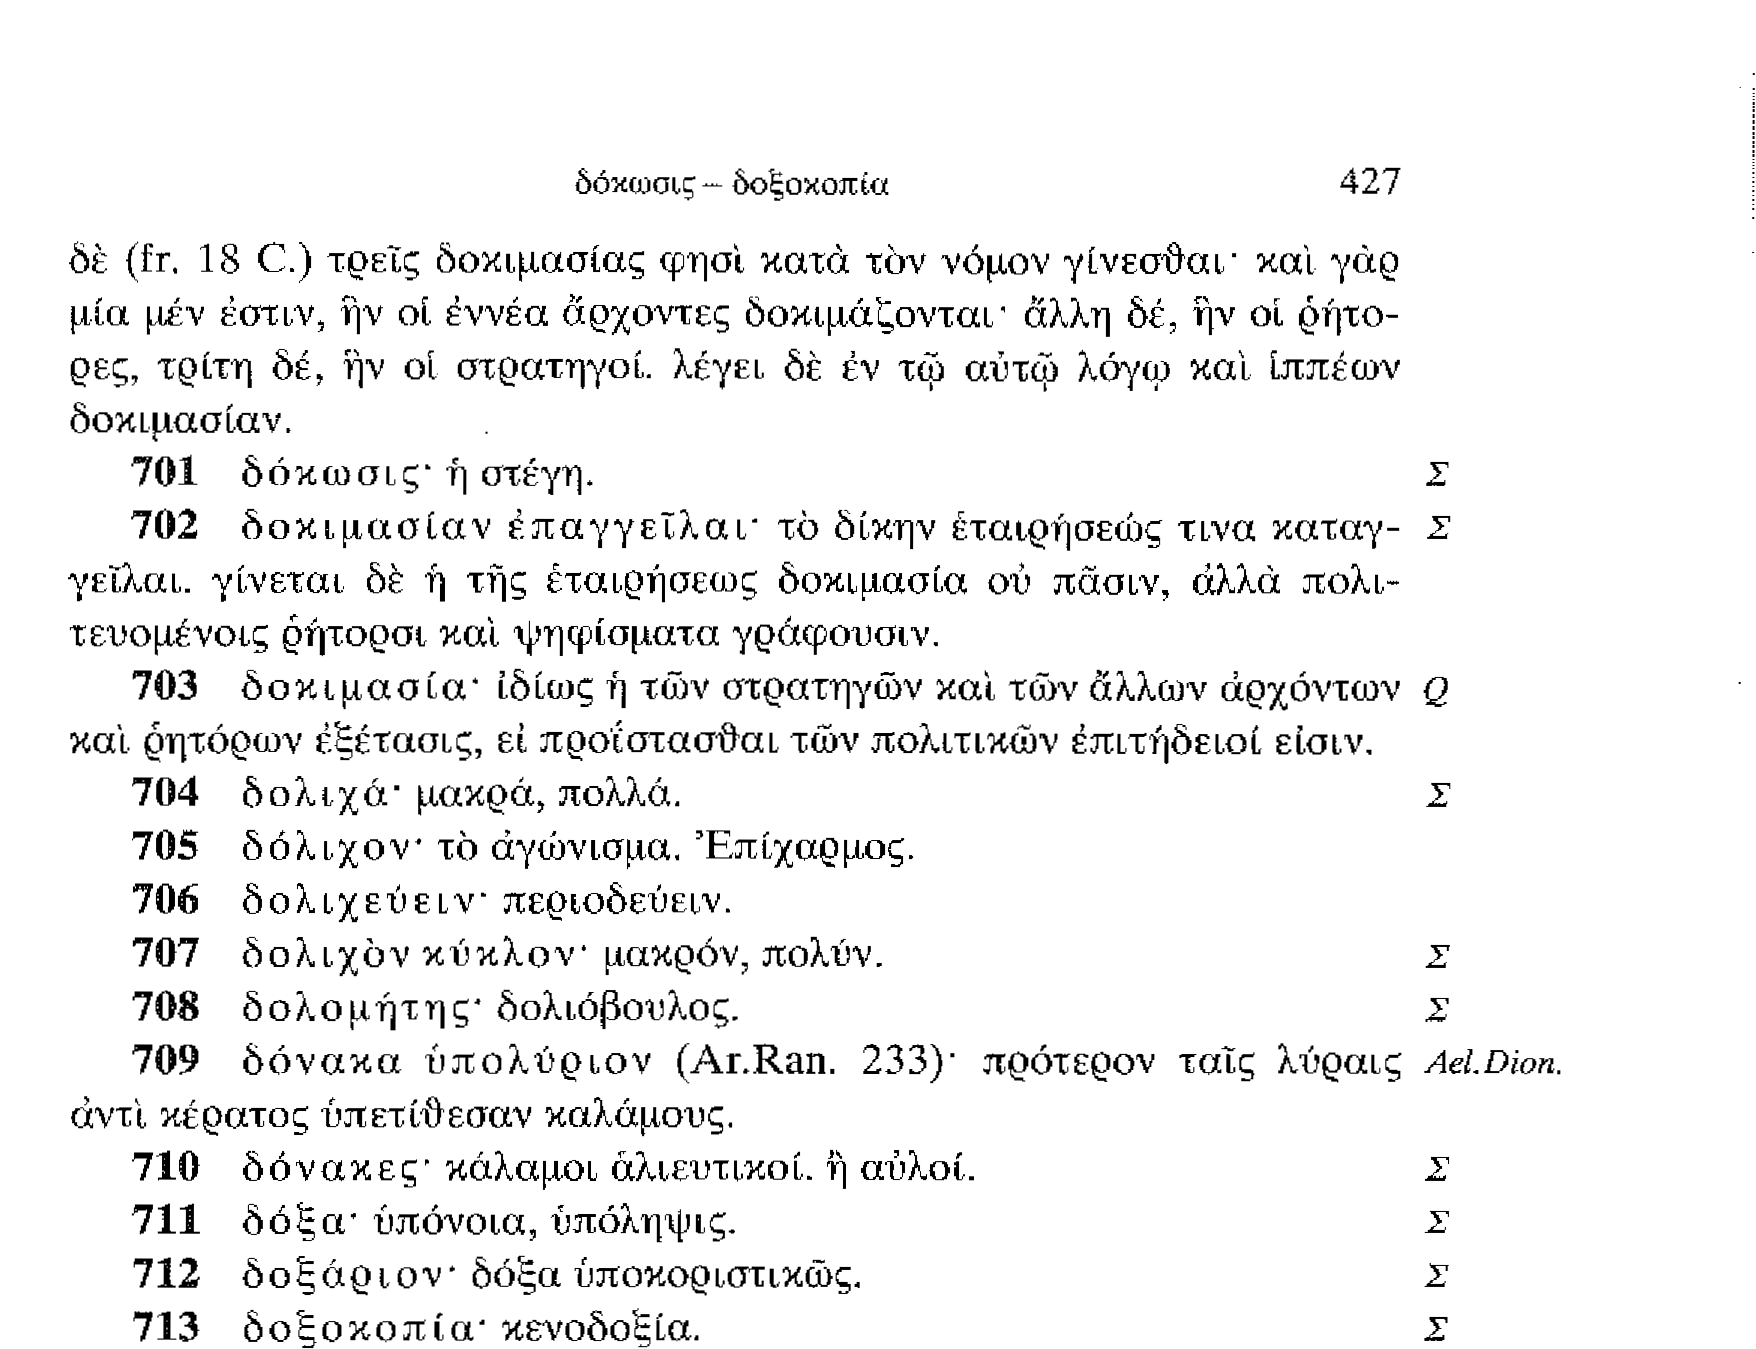 δόκωσις – δοξοκοπία 427
δὲ (fr. 18 C.) τρεῖς δοκιμασίας φησὶ κατὰ τὸν νόμον γίνεσθαι· καὶ γὰρ
μία μέν ἐστιν, ἣν οἱ ἐννέα ἄρχοντες δοκιμάζονται· ἄλλη δέ, ἣν οἱ ῥήτο-
ρες, τρίτη δέ, ἣν οἱ στρατηγοί. λέγει δὲ ἐν τῷ αὐτῷ λόγῳ καὶ ἱππέων
δοκιμασίαν.
701 δόκωσις· ἡ στέγη. Σ
702 δοκιμασίαν ἐπαγγεῖλαι· τὸ δίκην ἑταιρήσεώς τινα καταγ- Σ
γεῖλαι. γίνεται δὲ ἡ τῆς ἑταιρήσεως δοκιμασία οὐ πᾶσιν, ἀλλὰ πολι-
τευομένοις ῥήτορσι καὶ ψηφίσματα γράφουσιν.
703 δοκιμασία· ἰδίως ἡ τῶν στρατηγῶν καὶ τῶν ἄλλων ἀρχόντων Q
καὶ ῥητόρων ἐξέτασις, εἰ προΐστασθαι τῶν πολιτικῶν ἐπιτήδειοί εἰσιν.
704 δολιχά· μακρά, πολλά. Σ
705 δόλιχον· τὸ ἀγώνισμα. Ἐπίχαρμος.
706 δολιχεύειν· περιοδεύειν.
707 δολιχὸν κύκλον· μακρόν, πολύν. Σ
708 δολομήτης· δολιόβουλος. Σ
709 δόνακα ὑπολύριον (Ar.Ran. 233)· πρότερον ταῖς λύραις Ael.Dion.
ἀντὶ κέρατος ὑπετίθεσαν καλάμους.
710 δόνακες· κάλαμοι ἁλιευτικοί. ἢ αὐλοί. Σ
711 δόξα· ὑπόνοια, ὑπόληψις. Σ
712 δοξάριον· δόξα ὑποκοριστικῶς. Σ
713 δοξοκοπία· κενοδοξία. Σ